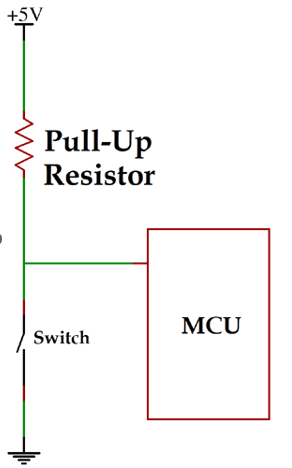 +5V
Pull-Up
Resistor
MCU
Switch